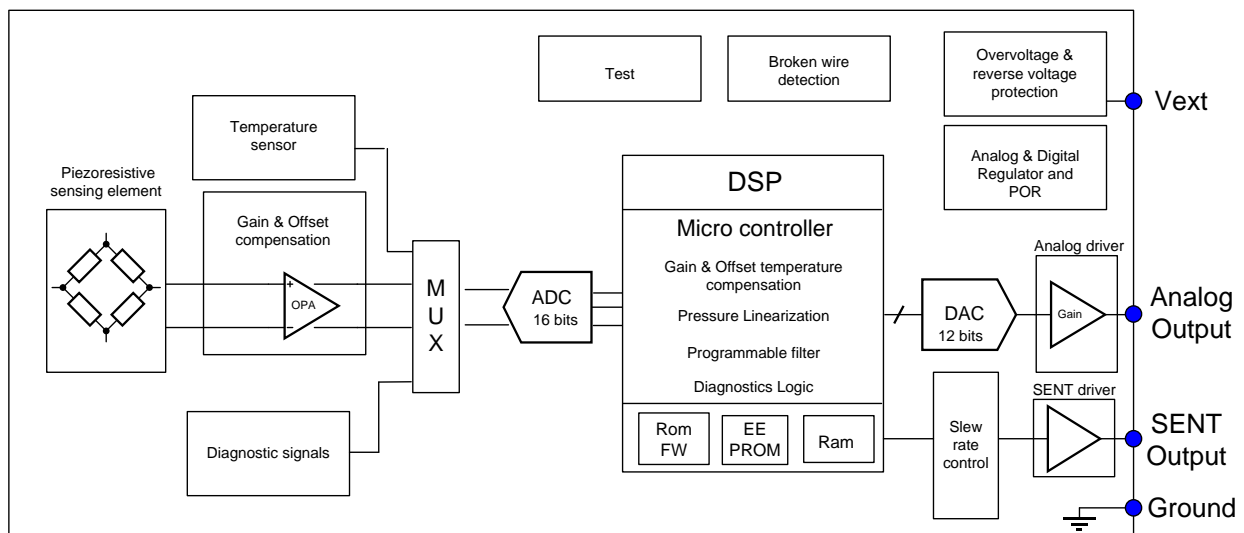 Test
Broken wire
detection
Overvoltage &
reverse voltage
protection
Vext
Temperature
sensor
Analog & Digital
Regulator and
POR
Piezoresistive
sensing element
Gain & Offset
compensation
OPA
+
−
M
U
X
ADC
16 bits
DSP
Micro controller
Gain & Offset temperature
compensation
Pressure Linearization
Programmable filter
Diagnostics Logic
Rom
FW
EE
PROM
Ram
DAC
12 bits
Analog driver
Gain
Analog
Output
Diagnostic signals
Slew
rate
control
SENT driver
SENT
Output
Ground